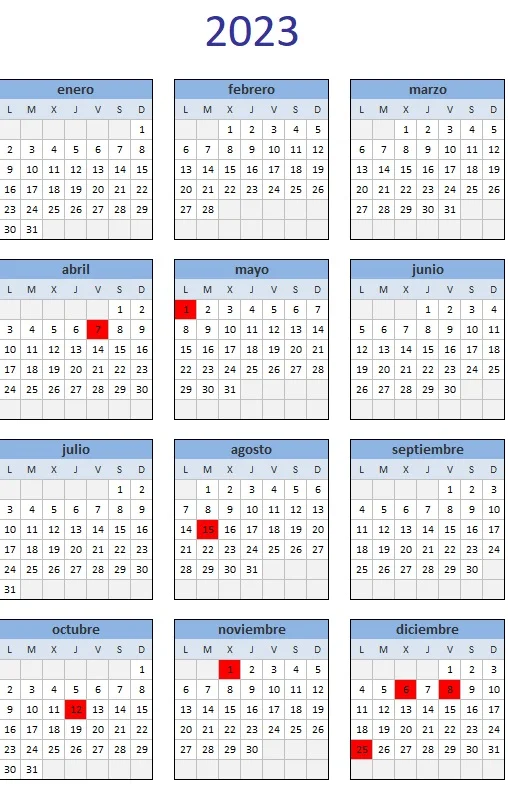 2023
enero febrero marzo
L M X J V S D L M X J V S D L M X J V S D
1 1 2 3 4 5 1 2 3 4 5
2 3 4 5 6 7 8 6 7 8 9 10 11 12 6 7 8 9 10 11 12
9 10 11 12 13 14 15 13 14 15 16 17 18 19 13 14 15 16 17 18 19
16 17 18 19 20 21 22 20 21 22 23 24 25 26 20 21 22 23 24 25 26
23 24 25 26 27 28 29 27 28 27 28 29 30 31
30 31
abril mayo junio
L M X J V S D L M X J V S D L M X J V S D
1 2 1 2 3 4 5 6 7 1 2 3 4
3 4 5 6 7 8 9 8 9 10 11 12 13 14 5 6 7 8 9 10 11
10 11 12 13 14 15 16 15 16 17 18 19 20 21 12 13 14 15 16 17 18
17 18 19 20 21 22 23 22 23 24 25 26 27 28 19 20 21 22 23 24 25
24 25 26 27 28 29 30 29 30 31 26 27 28 29 30
julio agosto septiembre
L M X J V S D L M X J V S D L M X J V S D
1 2 1 2 3 4 5 6 1 2 3
3 4 5 6 7 8 9 7 8 9 10 11 12 13 4 5 6 7 8 9 10
10 11 12 13 14 15 16 14 15 16 17 18 19 20 11 12 13 14 15 16 17
17 18 19 20 21 22 23 21 22 23 24 25 26 27 18 19 20 21 22 23 24
24 25 26 27 28 29 30 28 29 30 31 25 26 27 28 29 30
31
octubre noviembre diciembre
L M X J V S D L M X J V S D L M X J V S D
1 1 2 3 4 5 1 2 3
2 3 4 5 6 7 8 6 7 8 9 10 11 12 4 5 6 7 8 9 10
9 10 11 12 13 14 15 13 14 15 16 17 18 19 11 12 13 14 15 16 17
16 17 18 19 20 21 22 20 21 22 23 24 25 26 18 19 20 21 22 23 24
23 24 25 26 27 28 29 27 28 29 30 25 26 27 28 29 30 31
30 31